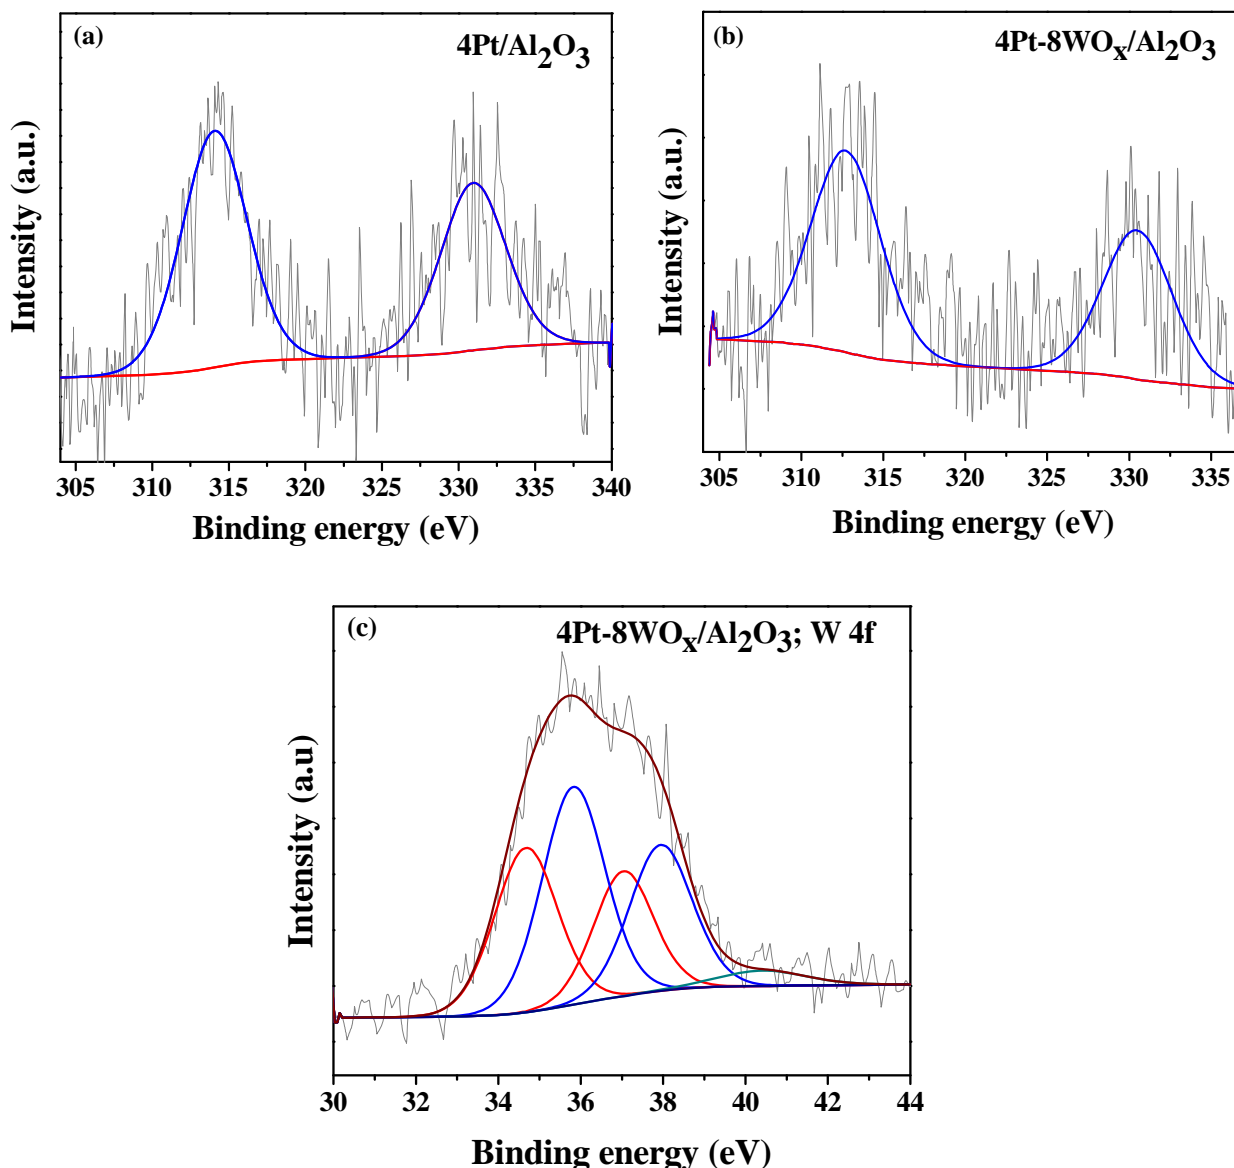 (a)
4Pt/Al2O3
Intensity (a.u.)
305 310 315 320 325 330 335 340
Binding energy (eV)
(b)
4Pt-8WOx/Al2O3
Intensity (a.u.)
305 310 315 320 325 330 335
Binding energy (eV)
(c)
4Pt-8WOx/Al2O3; W 4f
Intensity (a.u)
30 32 34 36 38 40 42 44
Binding energy (eV)